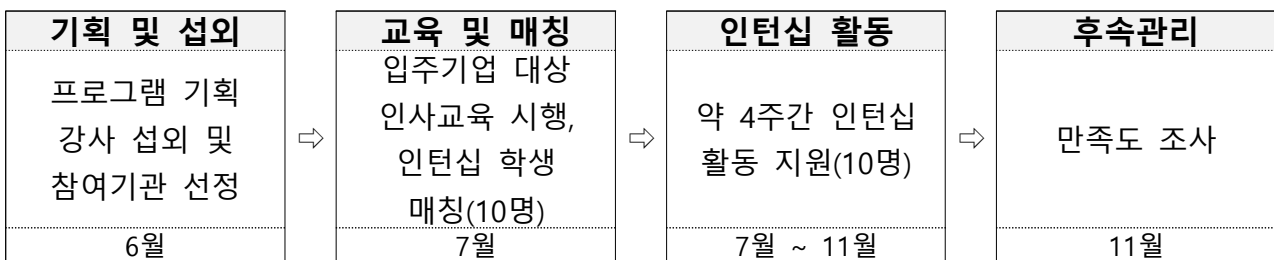 기획 및 섭외
프로그램 기획
강사 섭외 및
참여기관 선정
6월
⇨
교육 및 매칭
입주기업 대상
인사교육 시행,
인턴십 학생
매칭(10명)
7월
⇨
인턴십 활동
약 4주간 인턴십
활동 지원(10명)
7월 ~ 11월
⇨
후속관리
만족도 조사
11월